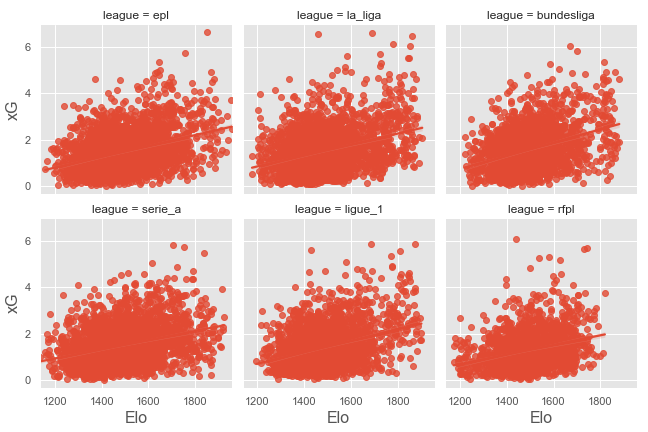 league = epl
league = la_liga
league = bundesliga
6
4
2
0
xG
league = serie_a
league = ligue_1
league = rfpl
6
4
2
0
xG
1200 1400 1600 1800
1200 1400 1600 1800
1200 1400 1600 1800
Elo
Elo
Elo